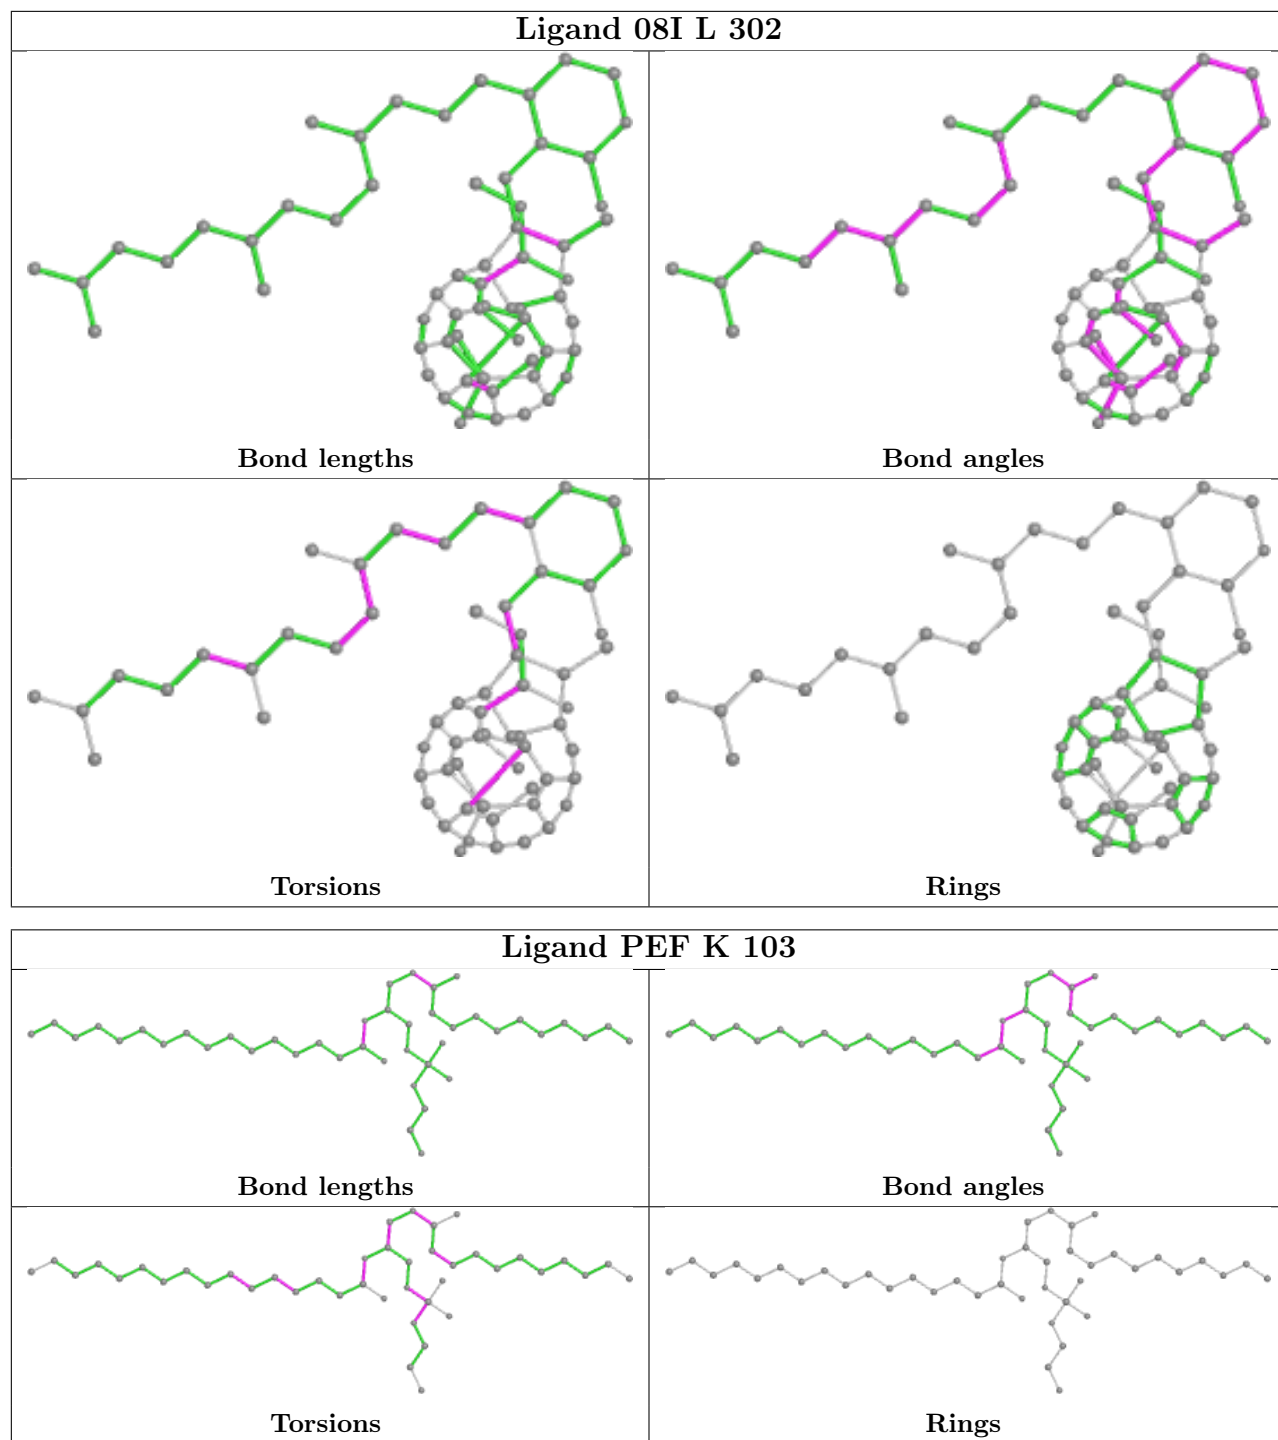 Ligand 08I L 302
Bond lengths
Bond angles
Torsions
Rings
Ligand PEF K 103
Bond lengths
Bond angles
Torsions
Rings